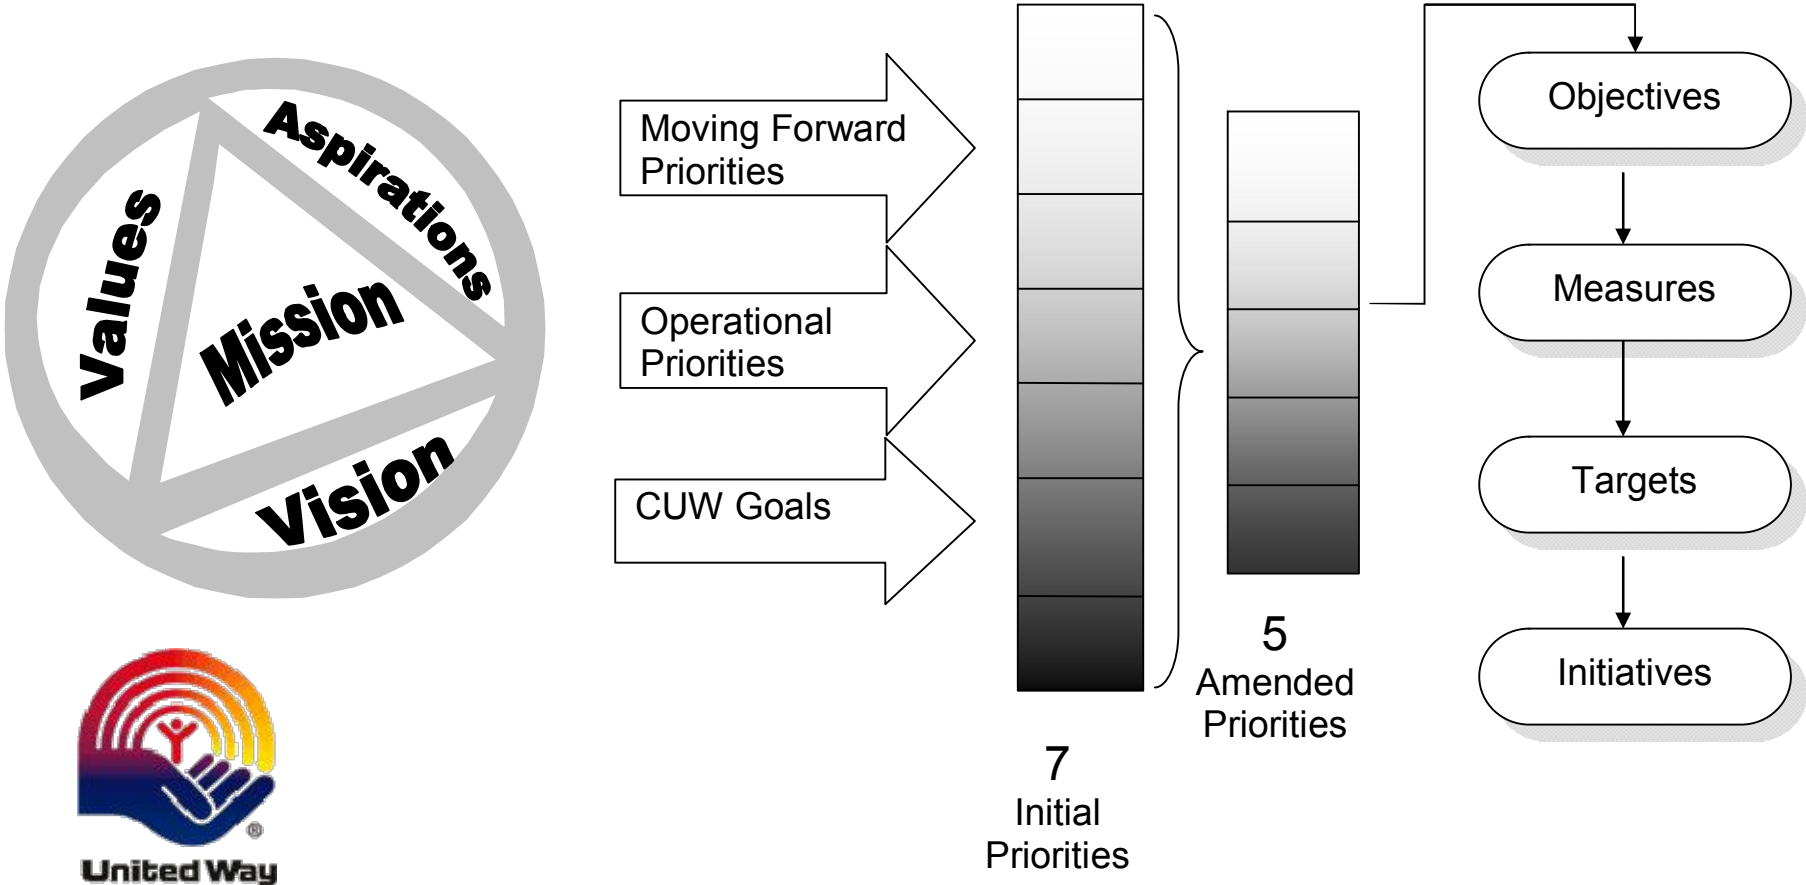 Aspirations
Values
Mission
Vision
United Way
®
Moving Forward
Priorities
Operational
Priorities
CUW Goals
7
Initial
Priorities
5
Amended
Priorities
Objectives
Measures
Targets
Initiatives